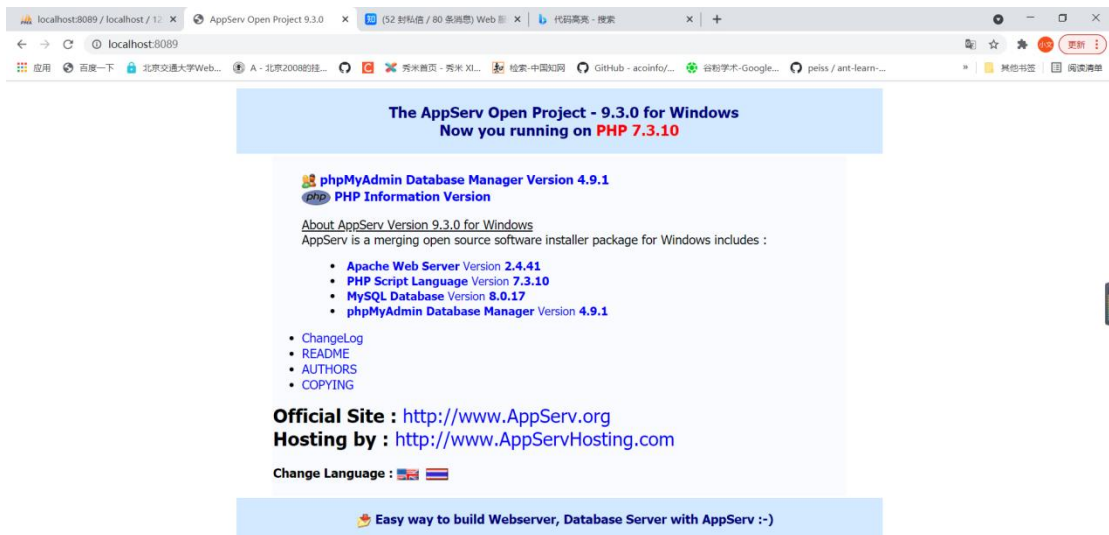 localhost:8089 / localhost / 12
AppServ Open Project 9.3.0
(52 封私信 / 80 条消息) Web
代码高亮 - 搜索
localhost:8089
更新
应用
百度一下
北京交通大学Web...
A - 北京2008的挂...
秀米首页 - 秀米 XI...
检索-中国知网
GitHub - acoinfo/...
谷粉学术-Google...
peiss / ant-learn-...
»
其他书签
阅读清单
The AppServ Open Project - 9.3.0 for Windows
Now you running on PHP 7.3.10
phpMyAdmin Database Manager Version 4.9.1
php PHP Information Version
About AppServ Version 9.3.0 for Windows
AppServ is a merging open source software installer package for Windows includes :
• Apache Web Server Version 2.4.41
• PHP Script Language Version 7.3.10
• MySQL Database Version 8.0.17
• phpMyAdmin Database Manager Version 4.9.1
• ChangeLog
• README
• AUTHORS
• COPYING
Official Site : http://www.AppServ.org
Hosting by : http://www.AppServHosting.com
Change Language :
Easy way to build Webserver, Database Server with AppServ :-)